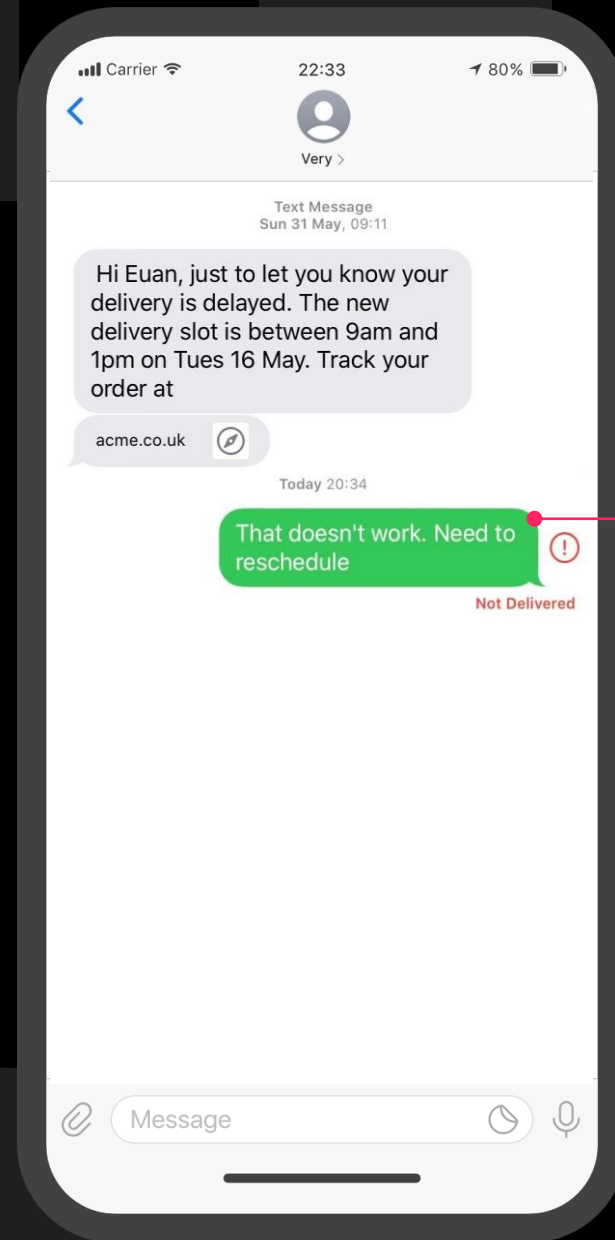 Carrier 22:33 80%
Very >
Text Message
Sun 31 May, 09:11
Hi Euan, just to let you know your
delivery is delayed. The new
delivery slot is between 9am and
1pm on Tues 16 May. Track your
order at
acme.co.uk
Today 20:34
That doesn't work. Need to
reschedule
Not Delivered
Message